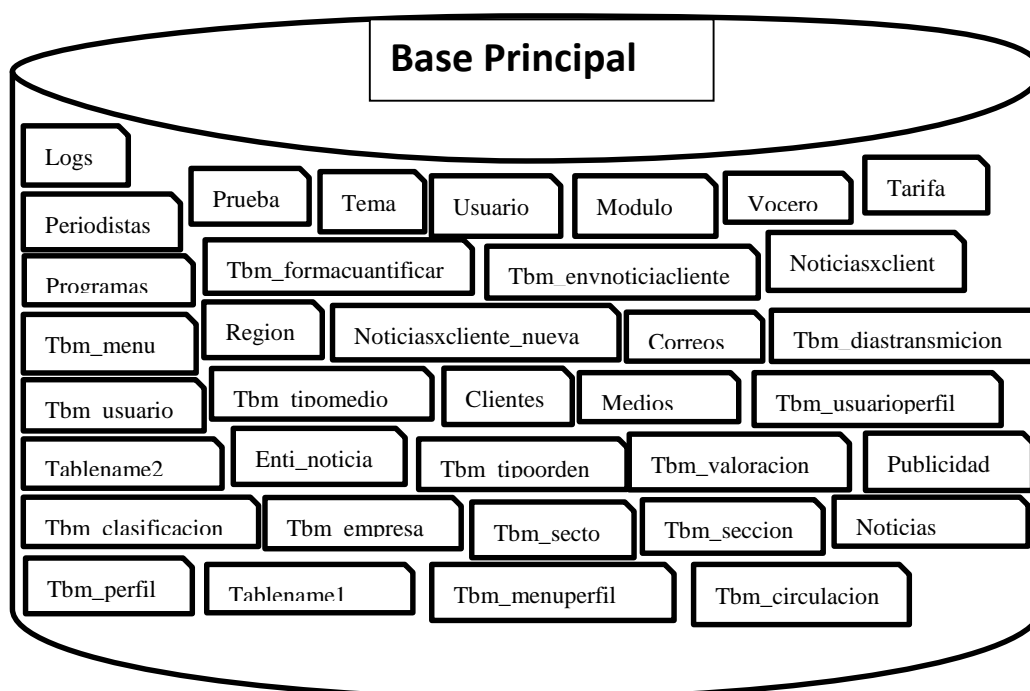 Base Principal
Logs
Prueba
Tema
Usuario
Modulo
Vocero
Tarifa
Periodistas
Programas
Tbm_formacuantificar
Tbm_envnoticiacliente
Noticiasxclient
Tbm_menu
Region
Noticiasxcliente_nueva
Correos
Tbm_diastransmicion
Tbm_usuario
Tbm_tipomedio
Clientes
Medios
Tbm_usuarioperfil
Tablename2
Enti_noticia
Tbm_tipoorden
Tbm_valoracion
Publicidad
Tbm_clasificacion
Tbm_empresa
Tbm_secto
Tbm_seccion
Noticias
Tbm_perfil
Tablename1
Tbm_menuperfil
Tbm_circulacion